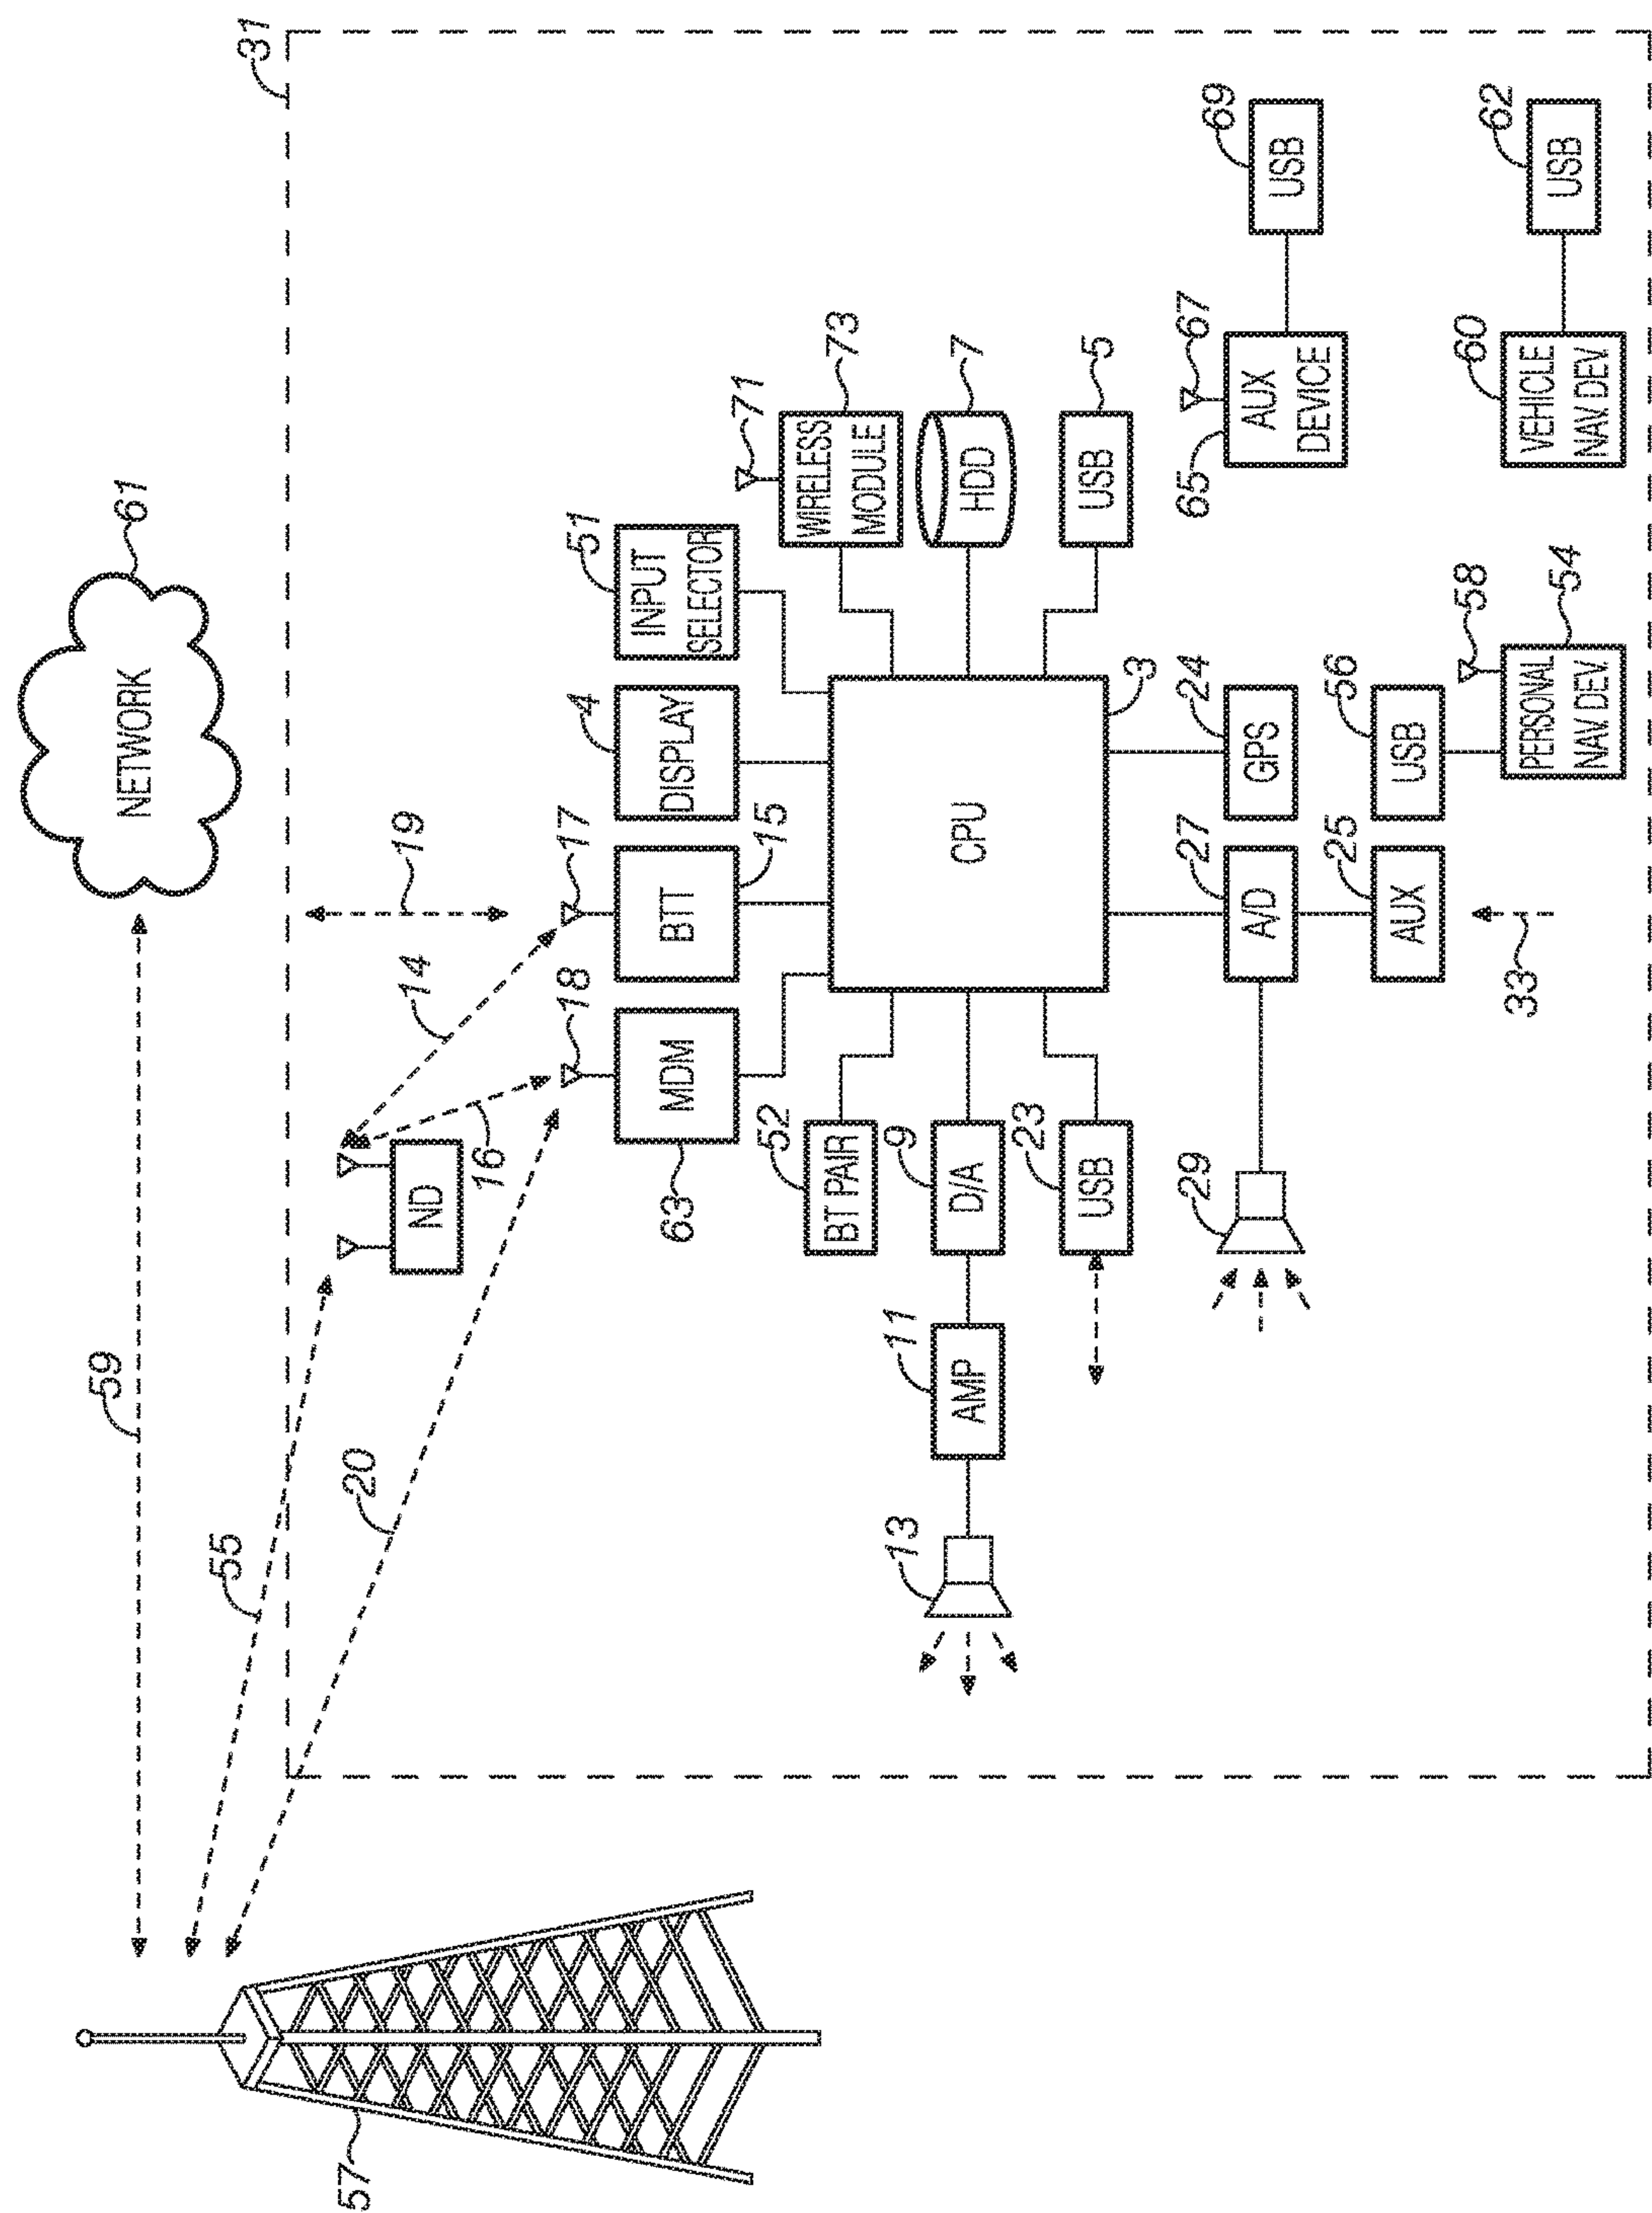 NETWORK
61
59
55
57
31
20
14
19
16
ND
18
17
MDM
BTT
DISPLAY
INPUT
SELECTOR
63
15
4
51
71
73
WIRELESS
MODULE
52
BT PAIR
CPU
3
7
HDD
13
11
AMP
9
D/A
23
USB
5
USB
29
27
A/D
24
GPS
65
67
AUX
DEVICE
69
USB
25
AUX
56
USB
33
58
54
PERSONAL
NAV DEV.
60
VEHICLE
NAV DEV.
62
USB